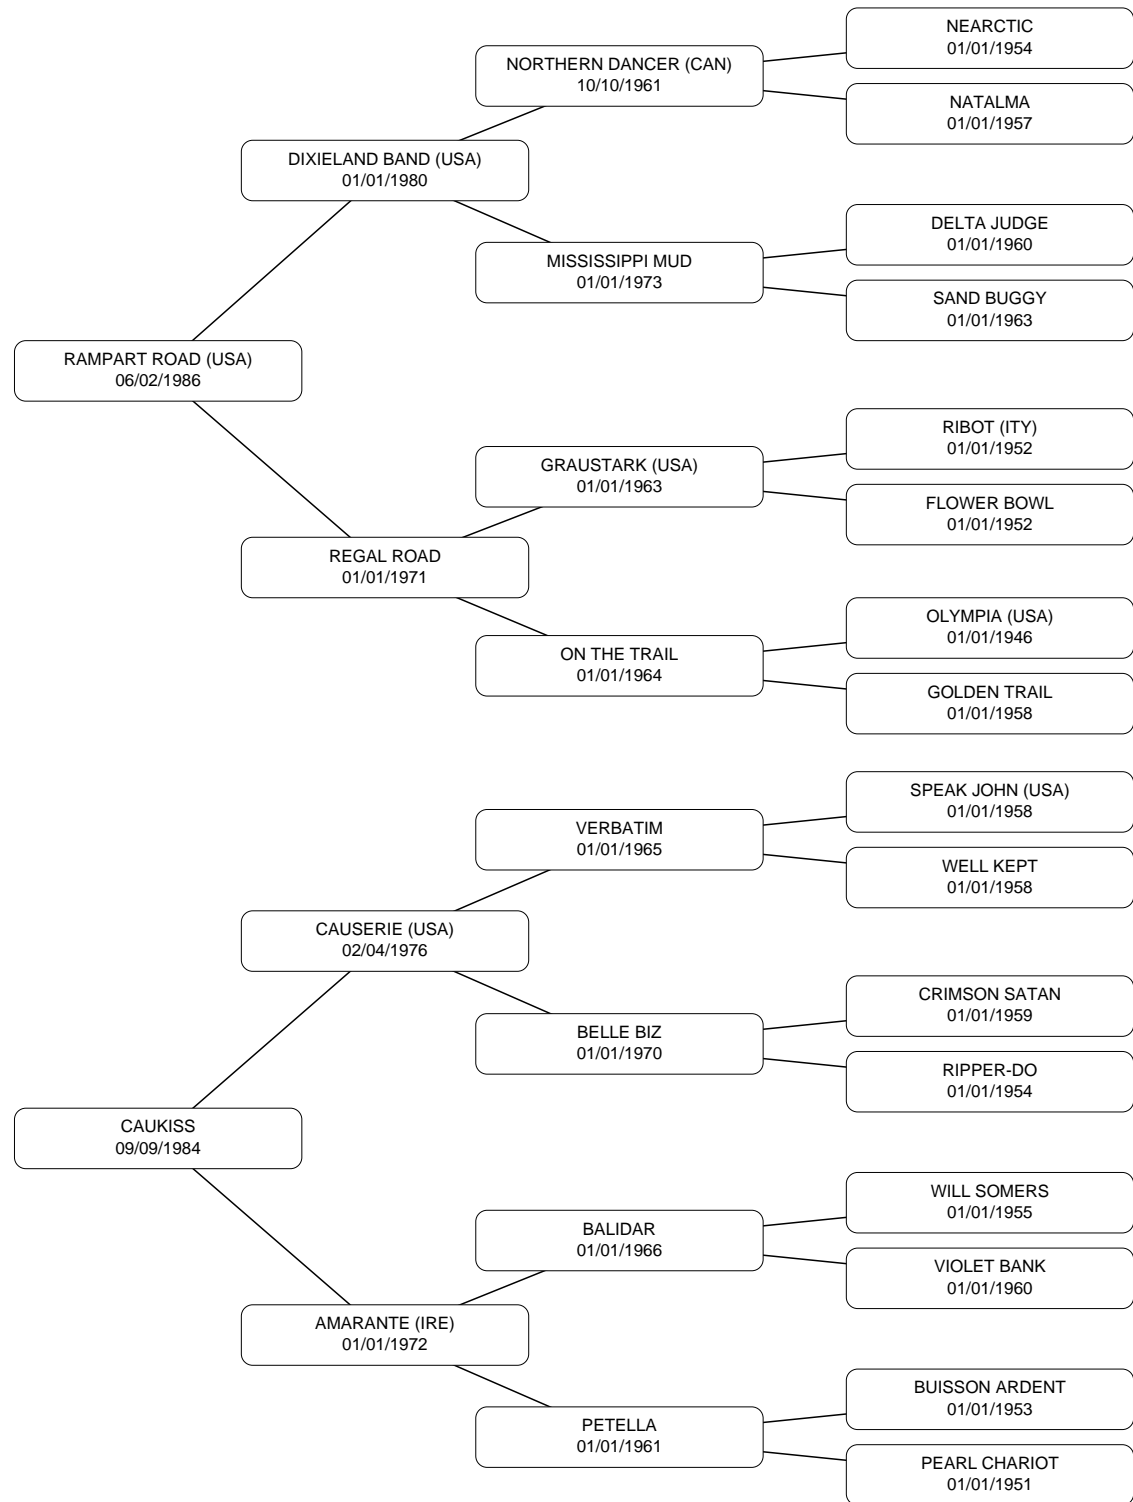 NEARCTIC
01/01/1954
NORTHERN DANCER (CAN)
10/10/1961
NATALMA
01/01/1957
DIXIELAND BAND (USA)
01/01/1980
DELTA JUDGE
01/01/1960
MISSISSIPPI MUD
01/01/1973
SAND BUGGY
01/01/1963
RAMPART ROAD (USA)
06/02/1986
RIBOT (ITY)
01/01/1952
GRAUSTARK (USA)
01/01/1963
FLOWER BOWL
01/01/1952
REGAL ROAD
01/01/1971
OLYMPIA (USA)
01/01/1946
ON THE TRAIL
01/01/1964
GOLDEN TRAIL
01/01/1958
SPEAK JOHN (USA)
01/01/1958
VERBATIM
01/01/1965
WELL KEPT
01/01/1958
CAUSERIE (USA)
02/04/1976
CRIMSON SATAN
01/01/1959
BELLE BIZ
01/01/1970
RIPPER-DO
01/01/1954
CAUKISS
09/09/1984
WILL SOMERS
01/01/1955
BALIDAR
01/01/1966
VIOLET BANK
01/01/1960
AMARANTE (IRE)
01/01/1972
BUISSON ARDENT
01/01/1953
PETELLA
01/01/1961
PEARL CHARIOT
01/01/1951